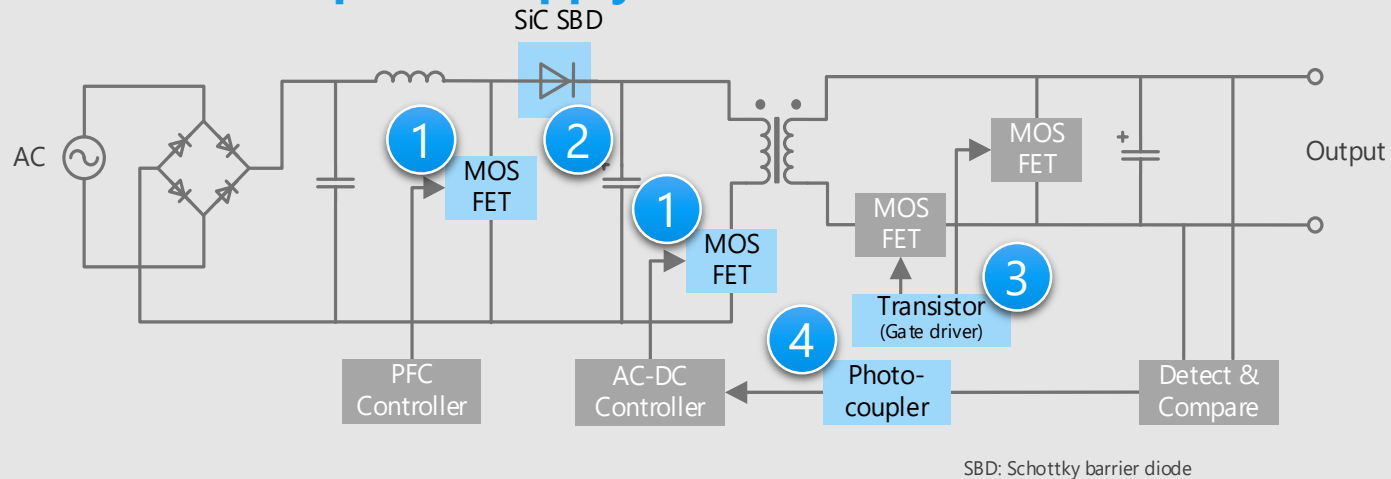 SiC SBD
AC
1
2
MOS
FET
+
1
MOS
FET
MOS
FET
+
Output
MOS
FET
3
Transistor
(Gate driver)
4
PFC
Controller
AC-DC
Controller
Photo-
coupler
Detect &
Compare
SBD: Schottky barrier diode